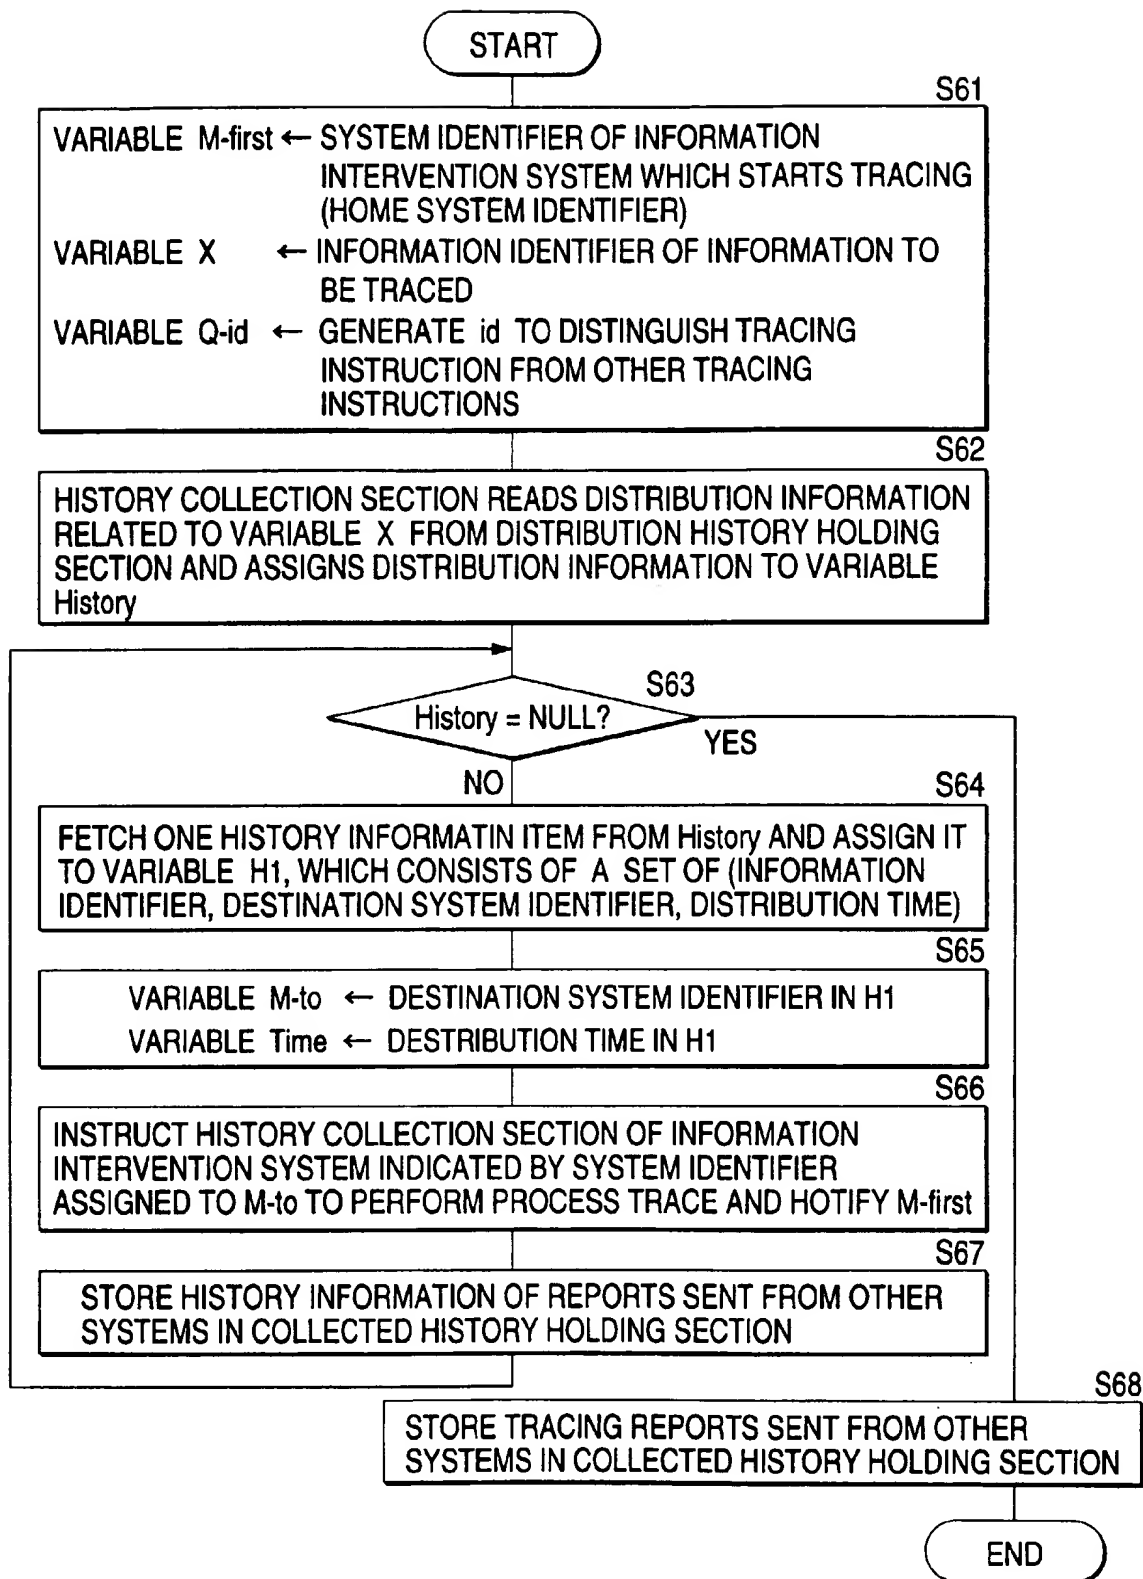 START
S61
VARIABLE M-first ← SYSTEM IDENTIFIER OF INFORMATION
INTERVENTION SYSTEM WHICH STARTS TRACING
(HOME SYSTEM IDENTIFIER)
VARIABLE X ← INFORMATION IDENTIFIER OF INFORMATION TO
BE TRACED
VARIABLE Q-id ← GENERATE id TO DISTINGUISH TRACING
INSTRUCTION FROM OTHER TRACING
INSTRUCTIONS
S62
HISTORY COLLECTION SECTION READS DISTRIBUTION INFORMATION
RELATED TO VARIABLE X FROM DISTRIBUTION HISTORY HOLDING
SECTION AND ASSIGNS DISTRIBUTION INFORMATION TO VARIABLE
History
S63
History = NULL?
YES
NO
S64
FETCH ONE HISTORY INFORMATIN ITEM FROM History AND ASSIGN IT
TO VARIABLE H1, WHICH CONSISTS OF A SET OF (INFORMATION
IDENTIFIER, DESTINATION SYSTEM IDENTIFIER, DISTRIBUTION TIME)
S65
VARIABLE M-to ← DESTINATION SYSTEM IDENTIFIER IN H1
VARIABLE Time ← DESTRIBUTION TIME IN H1
S66
INSTRUCT HISTORY COLLECTION SECTION OF INFORMATION
INTERVENTION SYSTEM INDICATED BY SYSTEM IDENTIFIER
ASSIGNED TO M-to TO PERFORM PROCESS TRACE AND HOTIFY M-first
S67
STORE HISTORY INFORMATION OF REPORTS SENT FROM OTHER
SYSTEMS IN COLLECTED HISTORY HOLDING SECTION
S68
STORE TRACING REPORTS SENT FROM OTHER
SYSTEMS IN COLLECTED HISTORY HOLDING SECTION
END